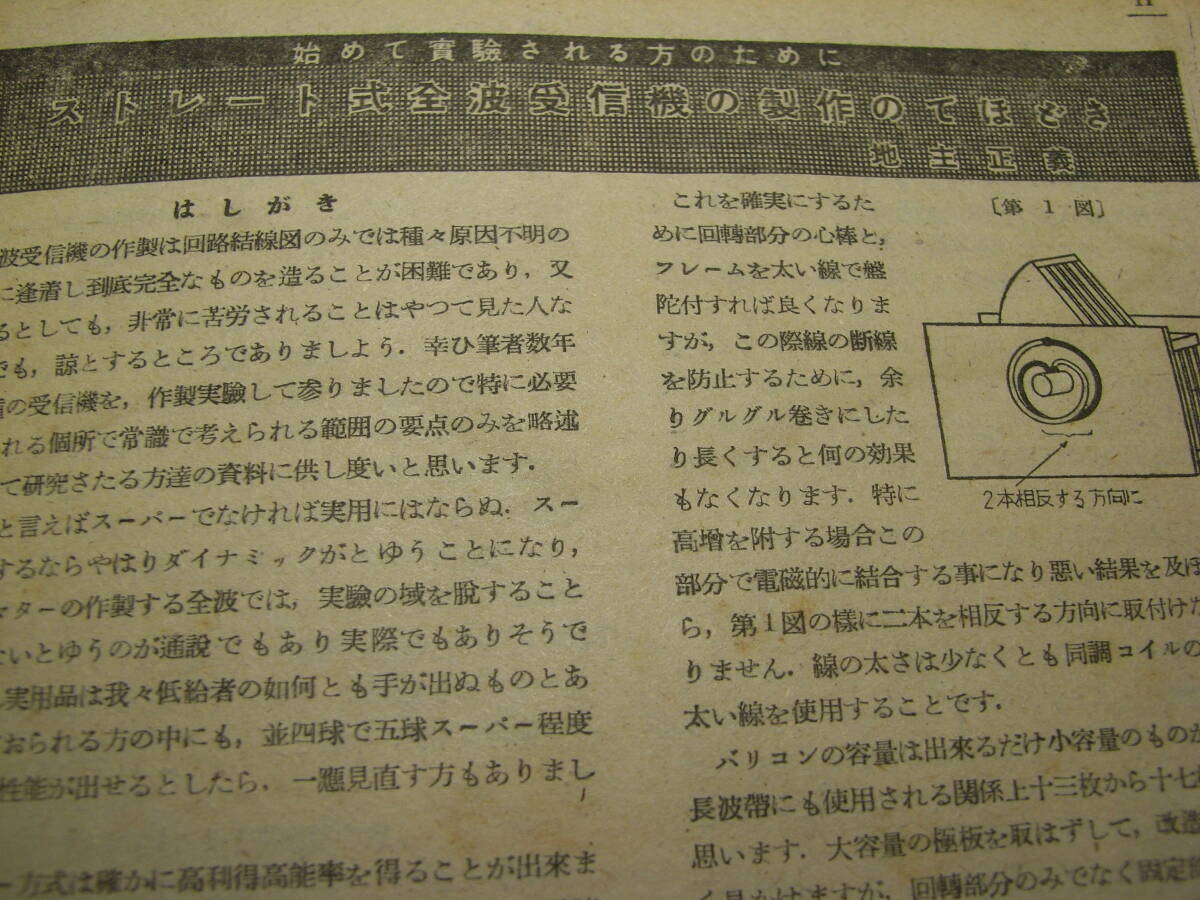 始めて實驗される方のために
ストレート式全波受信機の製作のてほどき
地主正義
はしがき
波受信機の作製は回路結線図のみでは種々原因不明の
に逢着し到底完全なものを造ることが困難であり，又
るとしても，非常に苦労されることはやつて見た人な
でも，諒とするところでありましよう．幸ひ筆者数年
の受信機を，作製実驗して参りましたので特に必要
れる個所で常識で考えられる範囲の要点のみを略述
て研究さたる方達の資料に供し度いと思います．
と言えばスーパーでなければ実用にはならぬ．スー
するならやはりダイナミックがとゆうことになり，
マターの作製する全波では，実驗の域を脱すること
いとゆうのが通説でもあり実際でもありそうで
実用品は我々低給者の如何とも手が出ぬものとあ
おられる方の中にも，並四球で五球スーパー程度
性能が出せるとしたら．一應見直す方もありまし
ー方式は確かに高利得高能率を得ることが出来ま
これを確実にするた
めに回轉部分の心棒と，
フレームを太い線で盤
陀付すれば良くなりま
すが，この際線の断線
を防止するために，余
りグルグル巻きにした
り長くすると何の効果
もなくなります．特に
高増を附する場合この
部分で電磁的に結合する事になり悪い結果を及ぼ
ら，第1図の様に二本を相反する方向に取付けな
りません．線の太さは少なくとも同調コイルの
太い線を使用することです．
バリコンの容量は出來るだけ小容量のものが
長波帶にも使用される関係上十三枚から十七
思います．大容量の極板を取はずして，改造
く見かけますが，回轉部分のみでなく固定
〔第1図〕
2本相反する方向に